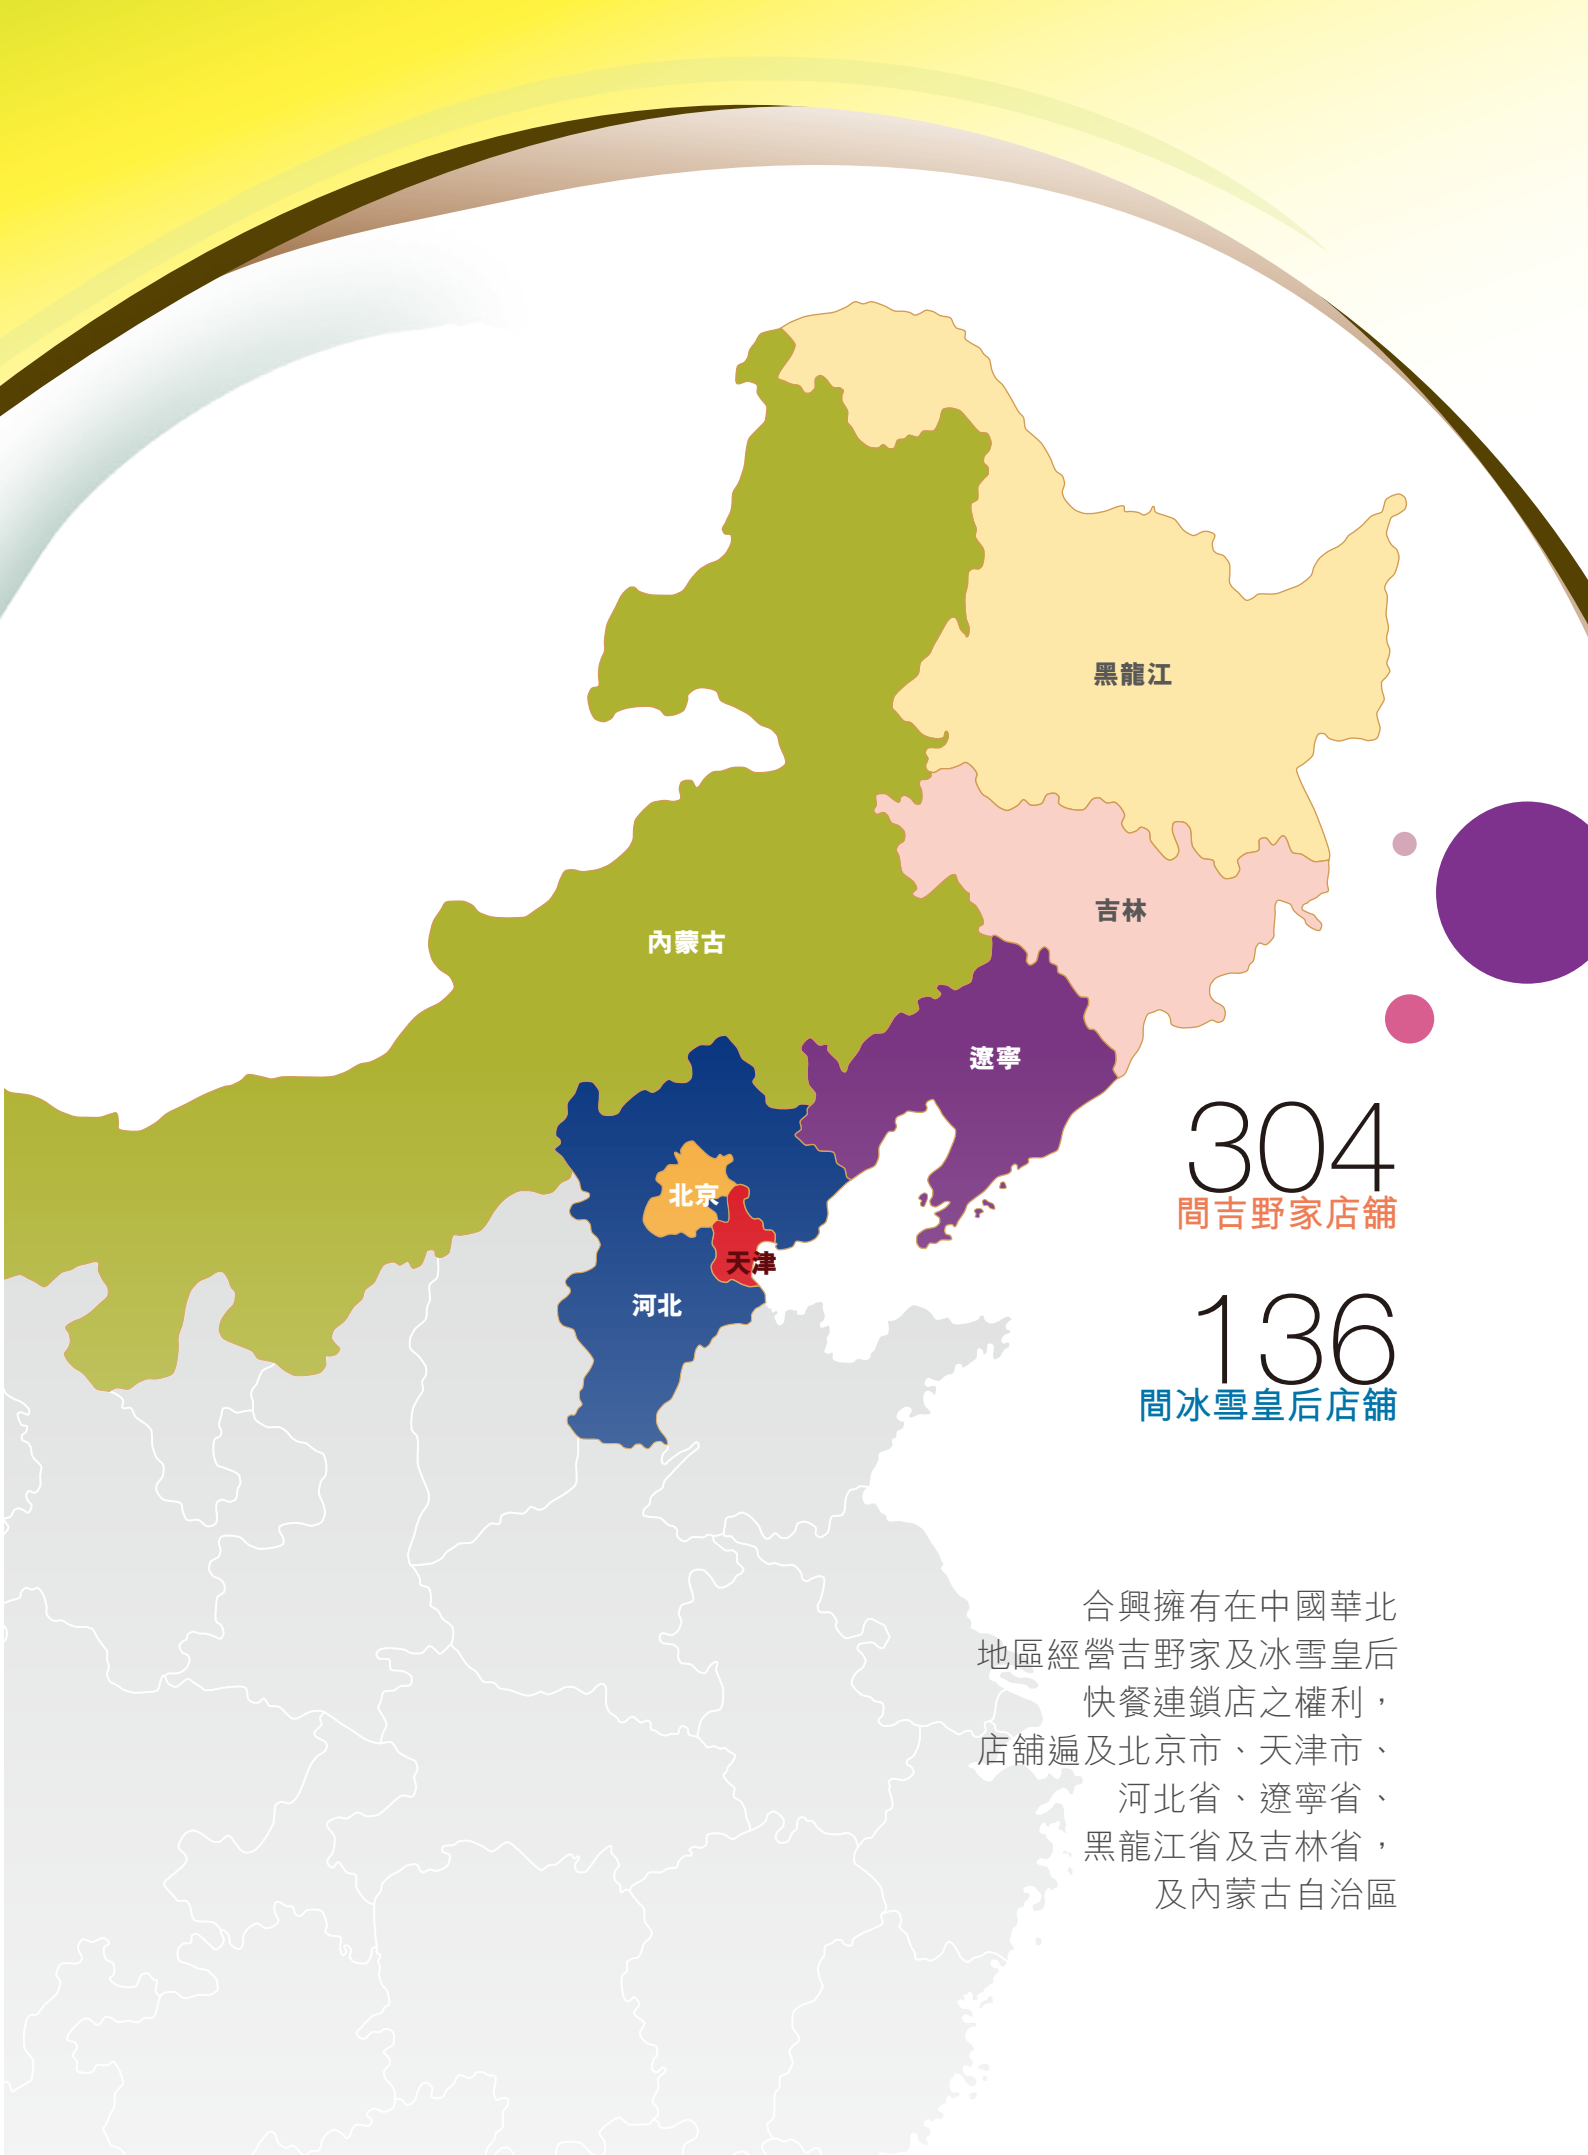 黑龍江
吉林
內蒙古
遼寧
北京
天津
河北
304
間吉野家店舖
136
間冰雪皇后店舖
合興擁有在中國華北
地區經營吉野家及冰雪皇后
快餐連鎖店之權利，
店舖遍及北京市、天津市、
河北省、遼寧省、
黑龍江省及吉林省，
及內蒙古自治區